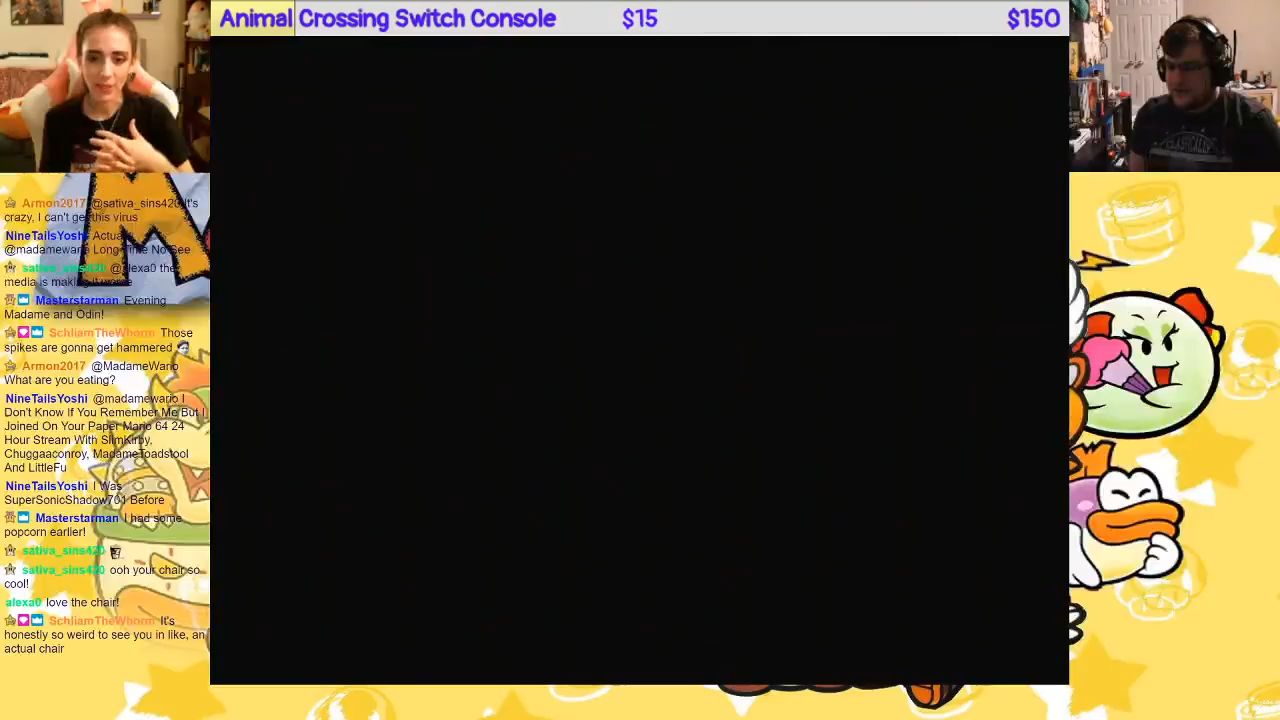 Animal Crossing Switch Console $15 $150
Armon2017 @sativa_sins420 It's
crazy, I can't get this virus
NineTailsYoshi
@madamewario Long Time No See
sativa_sins420 @alexa0 the
media is making
Masterstarman Evening
Madame and Odin!
SchliamTheWhorm Those
spikes are gonna get hammered
Armon2017 @MadameWario
What are you eating?
NineTailsYoshi @madamewario I
Don't Know If You Remember Me But I
Joined On Your Paper Mario 64 24
Hour Stream With SlimKirby,
Chuggaaconroy, MadameToadstool
And LittleFu
NineTailsYoshi I Was
SuperSonicShadow701 Before
Masterstarman I had some
popcorn earlier!
sativa_sins420
sativa_sins420 ooh your chair so
cool!
alexa0 love the chair!
SchliamTheWhorm It's
honestly so weird to see you in like, an
actual chair